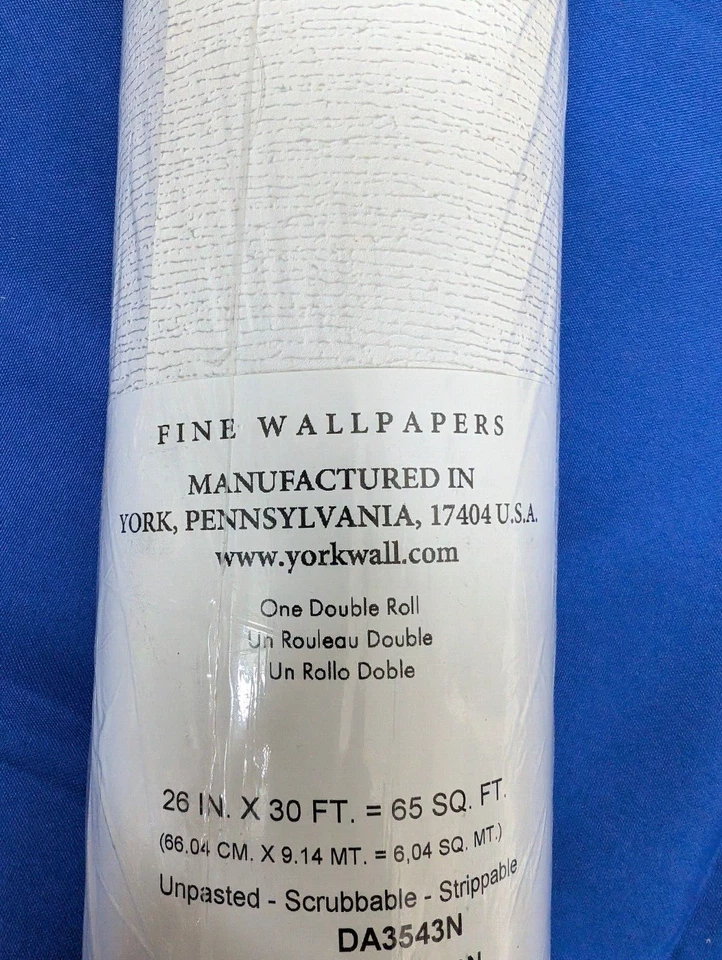 FINE WALLPAPERS
MANUFACTURED IN
YORK, PENNSYLVANIA, 17404 U.S.A.
www.yorkwall.com
One Double Roll
Un Rouleau Double
Un Rollo Doble
26 IN. X 30 FT. = 65 SQ. FT.
(66.04 CM. X 9.14 MT. = 6,04 SQ. MT.)
Unpasted - Scrubbable - Strippable
DA3543N